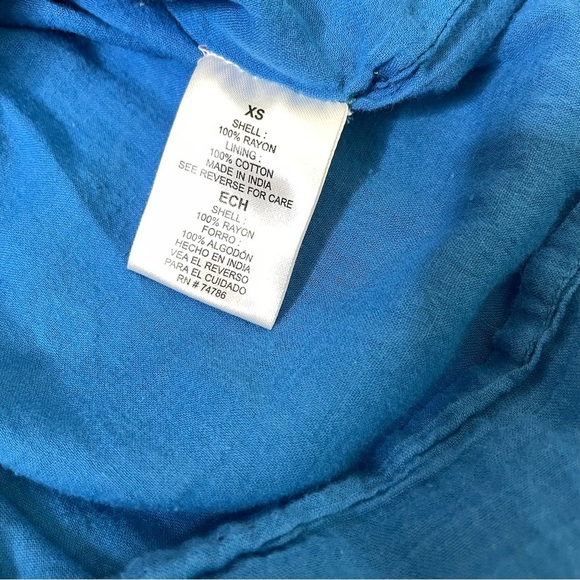 XS
SHELL :
100% RAYON
LINING :
100% COTTON
MADE IN INDIA
SEE REVERSE FOR CARE
ECH
SHELL :
100% RAYON
FORRO :
100% ALGODÓN
HECHO EN INDIA
VEA EL REVERSO
PARA EL CUIDADO
RN # 74786